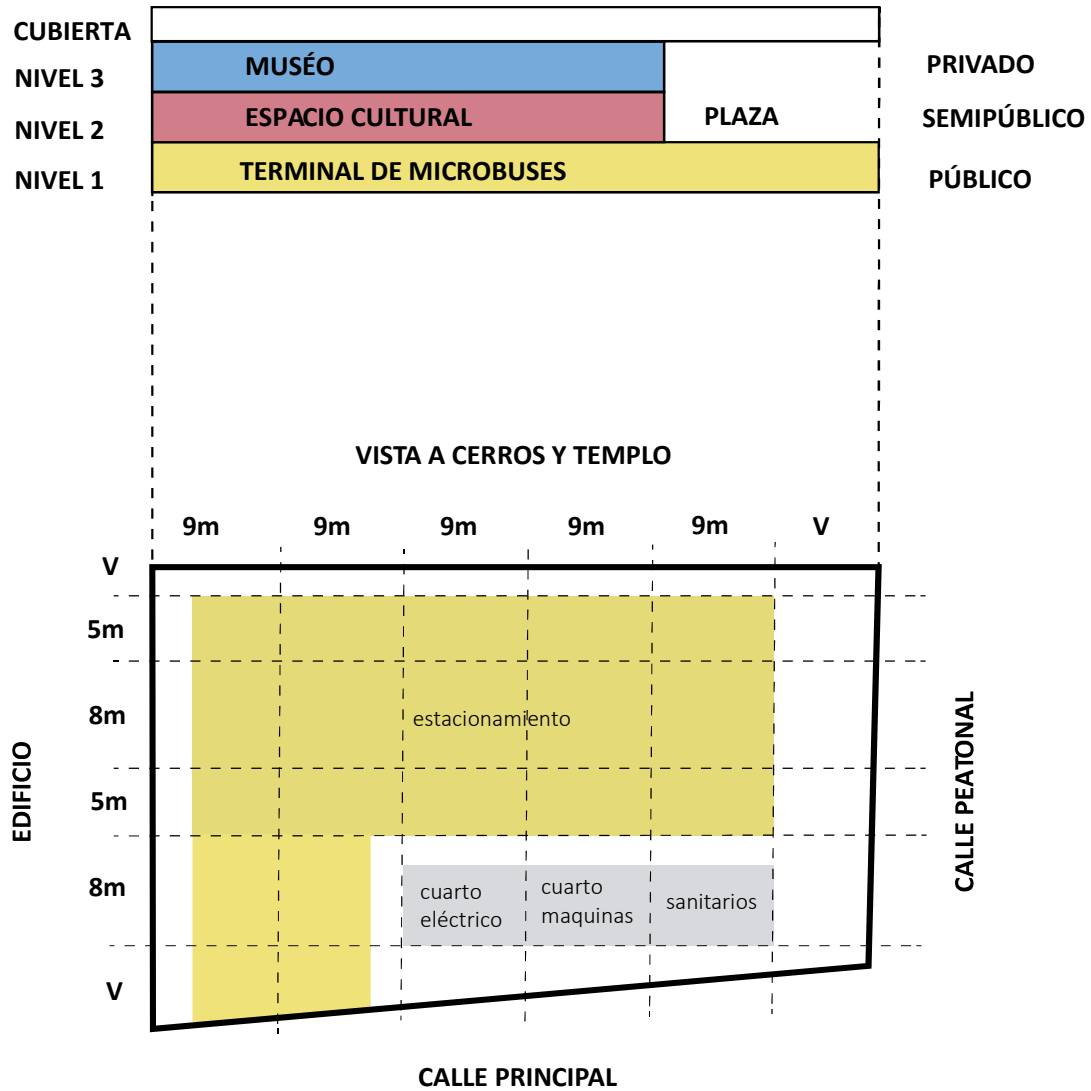 CUBIERTA
NIVEL 3 MUSÉO PRIVADO
NIVEL 2 ESPACIO CULTURAL PLAZA SEMIPÚBLICO
NIVEL 1 TERMINAL DE MICROBUSES PÚBLICO
VISTA A CERROS Y TEMPLO
9m 9m 9m 9m 9m V
V
5m
8m
estacionamiento
5m
8m
V
EDIFICIO
cuarto
eléctrico
cuarto
maquinas
sanitarios
CALLE PEATONAL
CALLE PRINCIPAL